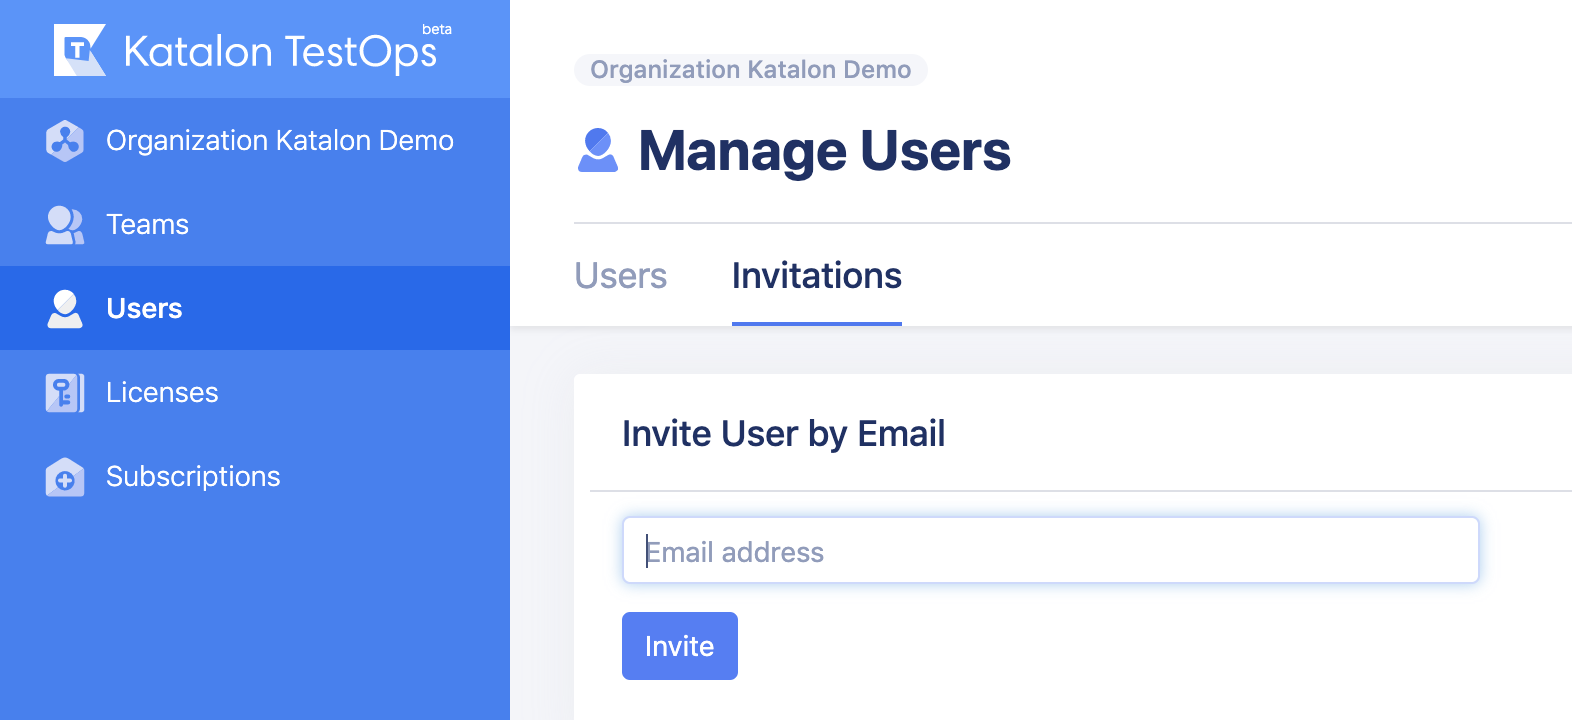 Katalon TestOps beta
Organization Katalon Demo
Teams
Users
Licenses
Subscriptions
Organization Katalon Demo
Manage Users
Users Invitations
Invite User by Email
Email address
Invite